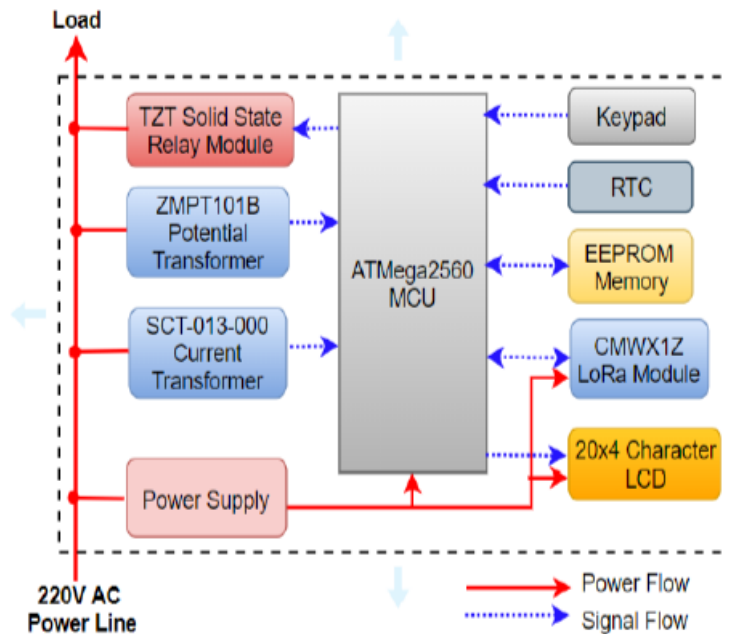 Load
TZT Solid State
Relay Module
ZMPT101B
Potential
Transformer
SCT-013-000
Current
Transformer
Power Supply
220V AC
Power Line
ATMega2560
MCU
Keypad
RTC
EEPROM
Memory
CMWX1Z
LoRa Module
20x4 Character
LCD
Power Flow
Signal Flow